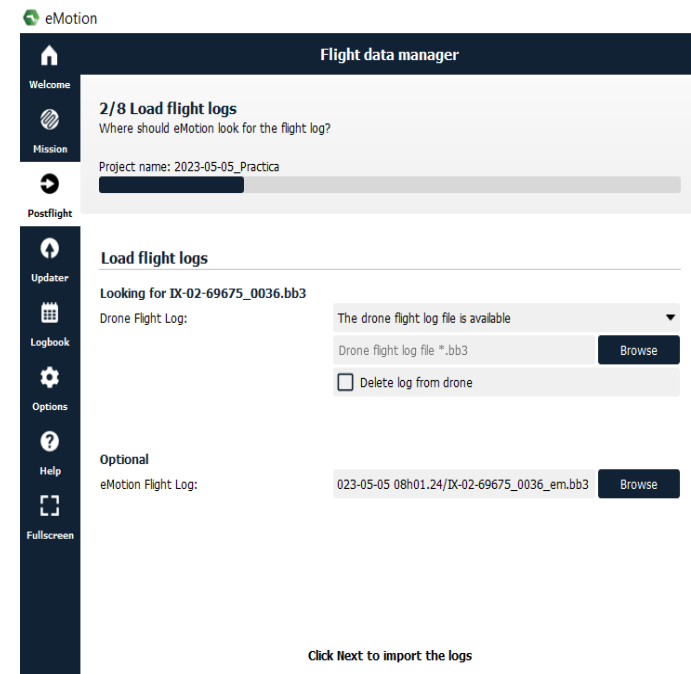 eMotion
Flight data manager
Welcome
Mission
Postflight
Updater
Logbook
Options
Help
Fullscreen
2/8 Load flight logs
Where should eMotion look for the flight log?
Project name: 2023-05-05_Practica
Load flight logs
Looking for IX-02-69675_0036.bb3
Drone Flight Log:
The drone flight log file is available
Drone flight log file *.bb3
Browse
Delete log from drone
Optional
eMotion Flight Log:
023-05-05 08h01.24/IX-02-69675_0036_em.bb3
Browse
Click Next to import the logs